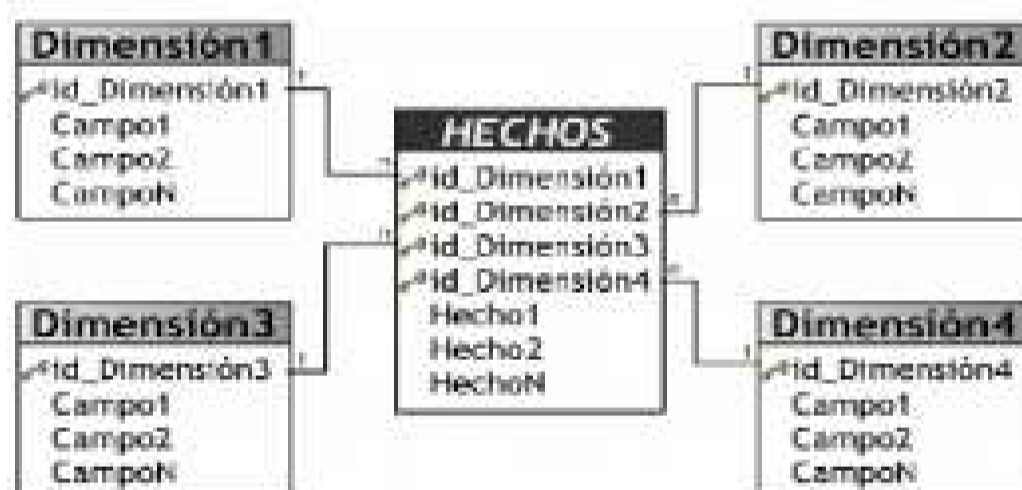 Dimensión1
id_Dimensión1
Campo1
Campo2
CampoN
Dimensión2
id_Dimensión2
Campo1
Campo2
CampoN
HECHOS
id_Dimensión1
id_Dimensión2
id_Dimensión3
id_Dimensión4
Hecho1
Hecho2
HechoN
Dimensión3
id_Dimensión3
Campo1
Campo2
CampoN
Dimensión4
id_Dimensión4
Campo1
Campo2
CampoN